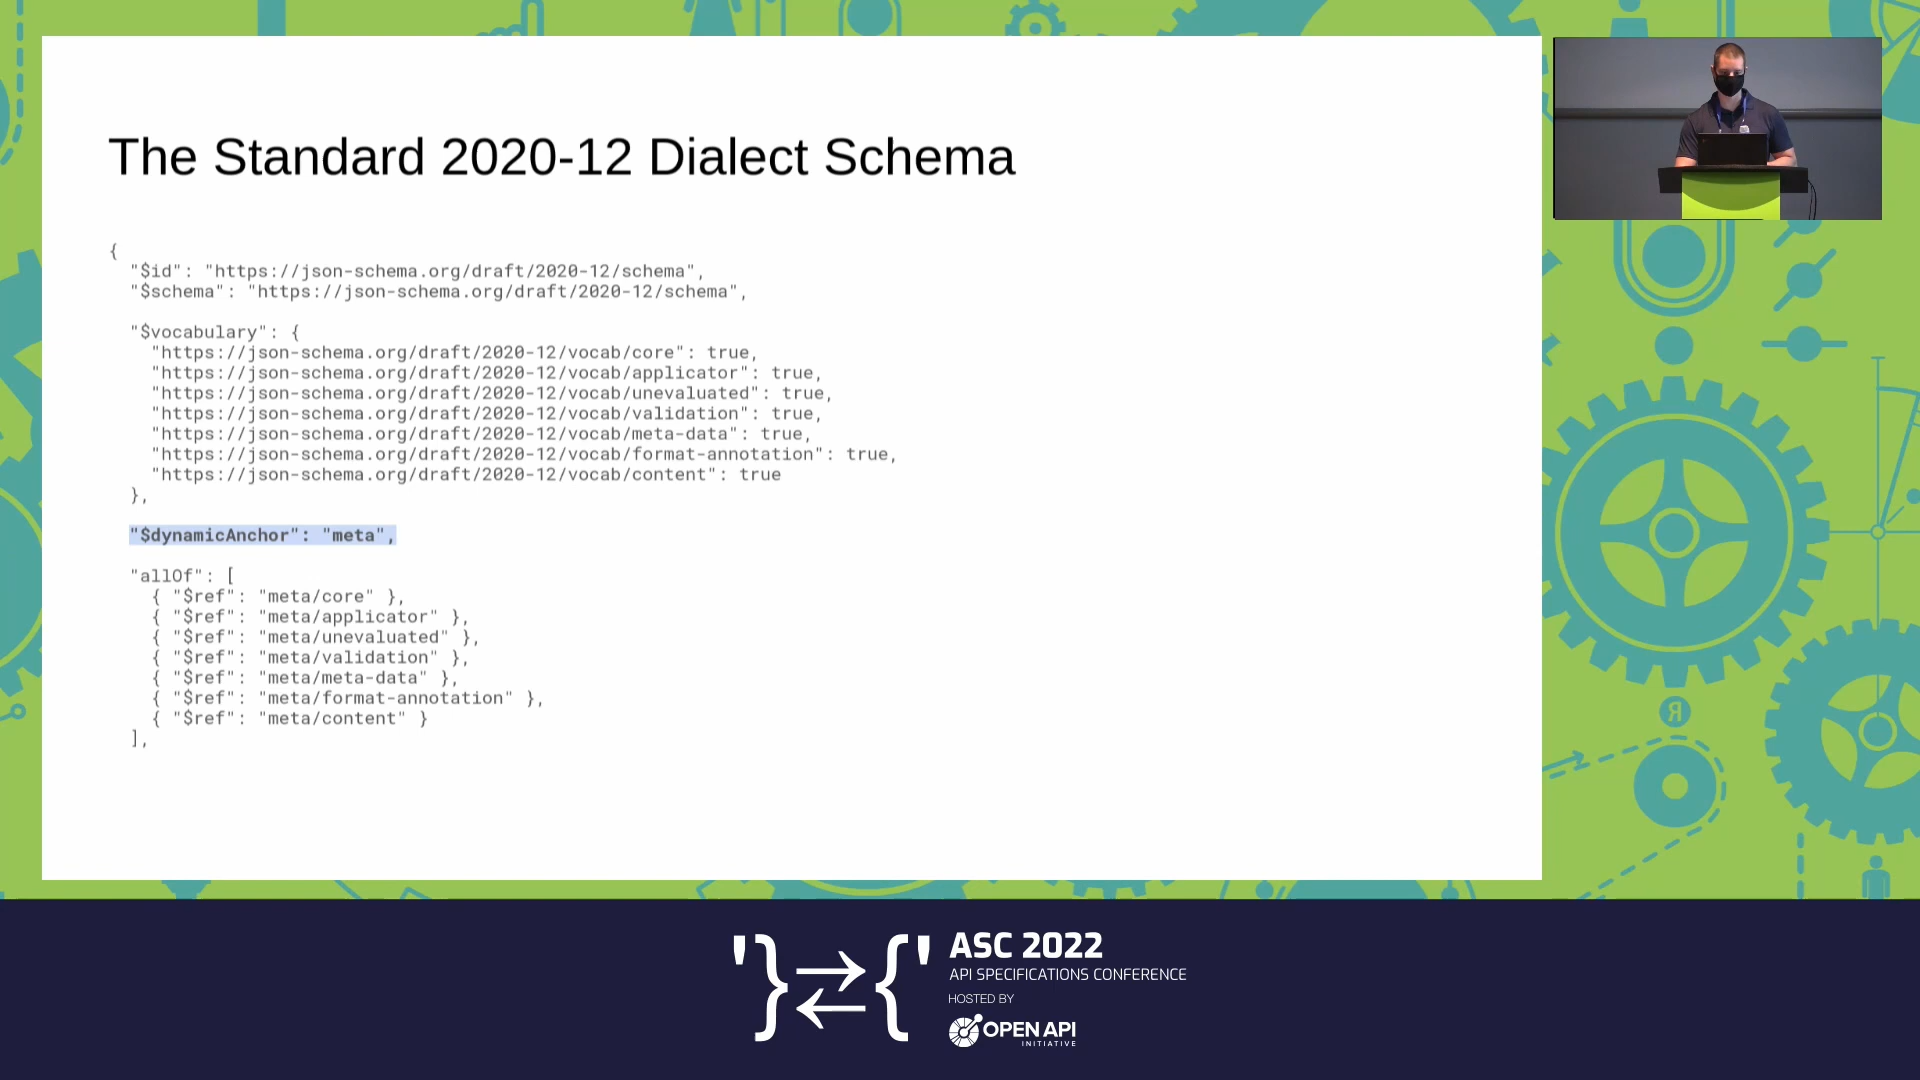 The Standard 2020-12 Dialect Schema
{
"$id": "https://json-schema.org/draft/2020-12/schema",
"$schema": "https://json-schema.org/draft/2020-12/schema",
"$vocabulary": {
"https://json-schema.org/draft/2020-12/vocab/core": true,
"https://json-schema.org/draft/2020-12/vocab/applicator": true,
"https://json-schema.org/draft/2020-12/vocab/unevaluated": true,
"https://json-schema.org/draft/2020-12/vocab/validation": true,
"https://json-schema.org/draft/2020-12/vocab/meta-data": true,
"https://json-schema.org/draft/2020-12/vocab/format-annotation": true,
"https://json-schema.org/draft/2020-12/vocab/content": true
},
"$dynamicAnchor": "meta",
"allOf": [
{ "$ref": "meta/core" },
{ "$ref": "meta/applicator" },
{ "$ref": "meta/unevaluated" },
{ "$ref": "meta/validation" },
{ "$ref": "meta/meta-data" },
{ "$ref": "meta/format-annotation" },
{ "$ref": "meta/content" }
],
ASC 2022
API SPECIFICATIONS CONFERENCE
HOSTED BY
OPENAPI
INITIATIVE